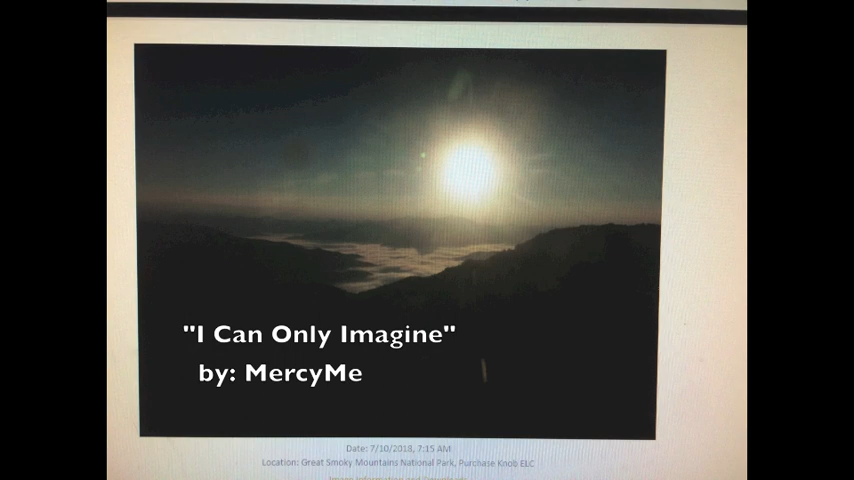 "I Can Only Imagine"
by: MercyMe
Date: 7/10/2018, 7:15 AM
Location: Great Smoky Mountains National Park, Purchase Knob ELC